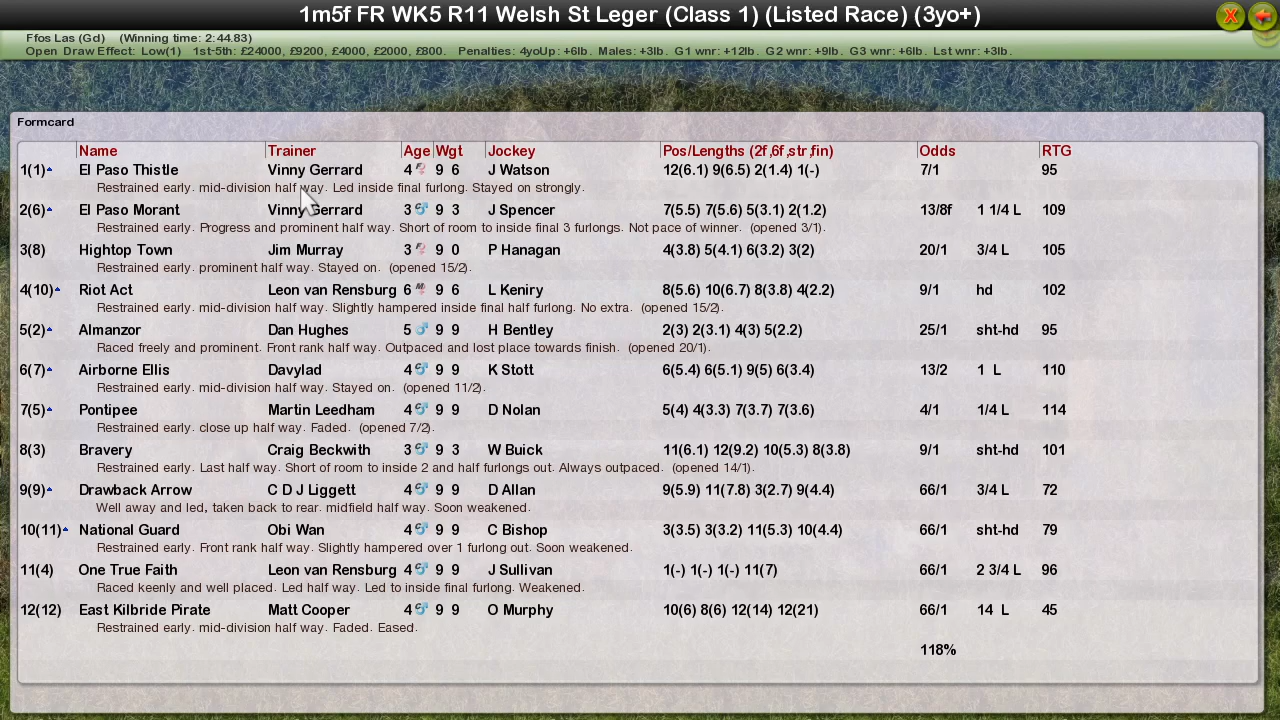 1m5f FR WK5 R11 Welsh St Leger (Class 1) (Listed Race) (3yo+)
Ffos Las (Gd) (Winning time: 2:44.83)
Open Draw Effect: Low(1) 1st-5th: £24000, £9200, £4000, £2000, £800. Penalties: 4yoUp: +6lb. Males: +3lb. G1 wnr: +12lb. G2 wnr: +9lb. G3 wnr: +6lb. Lst wnr: +3lb.
Formcard
Name Trainer Age Wgt Jockey Pos/Lengths (2f,6f,str,fin) Odds RTG
1(1) El Paso Thistle Vinny Gerrard 4 9 6 J Watson 12(6.1) 9(6.5) 2(1.4) 1(-) 7/1 95
Restrained early. mid-division half way. Led inside final furlong. Stayed on strongly.
2(6) El Paso Morant Vinny Gerrard 3 9 3 J Spencer 7(5.5) 7(5.6) 5(3.1) 2(1.2) 13/8f 1 1/4 L 109
Restrained early. Progress and prominent half way. Short of room to inside final 3 furlongs. Not pace of winner. (opened 3/1).
3(8) Hightop Town Jim Murray 3 9 0 P Hanagan 4(3.8) 5(4.1) 6(3.2) 3(2) 20/1 3/4 L 105
Restrained early. prominent half way. Stayed on. (opened 15/2).
4(10) Riot Act Leon van Rensburg 6 9 6 L Keniry 8(5.6) 10(6.7) 8(3.8) 4(2.2) 9/1 hd 102
Restrained early. mid-division half way. Slightly hampered inside final half furlong. No extra. (opened 15/2).
5(2) Almanzor Dan Hughes 5 9 9 H Bentley 2(3) 2(3.1) 4(3) 5(2.2) 25/1 sht-hd 95
Raced freely and prominent. Front rank half way. Outpaced and lost place towards finish. (opened 20/1).
6(7) Airborne Ellis Davylad 4 9 9 K Stott 6(5.4) 6(5.1) 9(5) 6(3.4) 13/2 1 L 110
Restrained early. mid-division half way. Stayed on. (opened 11/2).
7(5) Pontipee Martin Leedham 4 9 9 D Nolan 5(4) 4(3.3) 7(3.7) 7(3.6) 4/1 1/4 L 114
Restrained early. close up half way. Faded. (opened 7/2).
8(3) Bravery Craig Beckwith 3 9 3 W Buick 11(6.1) 12(9.2) 10(5.3) 8(3.8) 9/1 sht-hd 101
Restrained early. Last half way. Short of room to inside 2 and half furlongs out. Always outpaced. (opened 14/1).
9(9) Drawback Arrow C D J Liggett 4 9 9 D Allan 9(5.9) 11(7.8) 3(2.7) 9(4.4) 66/1 3/4 L 72
Well away and led, taken back to rear. midfield half way. Soon weakened.
10(11) National Guard Obi Wan 4 9 9 C Bishop 3(3.5) 3(3.2) 11(5.3) 10(4.4) 66/1 sht-hd 79
Restrained early. Front rank half way. Slightly hampered over 1 furlong out. Soon weakened.
11(4) One True Faith Leon van Rensburg 4 9 9 J Sullivan 1(-) 1(-) 1(-) 11(7) 66/1 2 3/4 L 96
Raced keenly and well placed. Led half way. Led to inside final furlong. Weakened.
12(12) East Kilbride Pirate Matt Cooper 4 9 9 O Murphy 10(6) 8(6) 12(14) 12(21) 66/1 14 L 45
Restrained early. mid-division half way. Faded. Eased.
118%